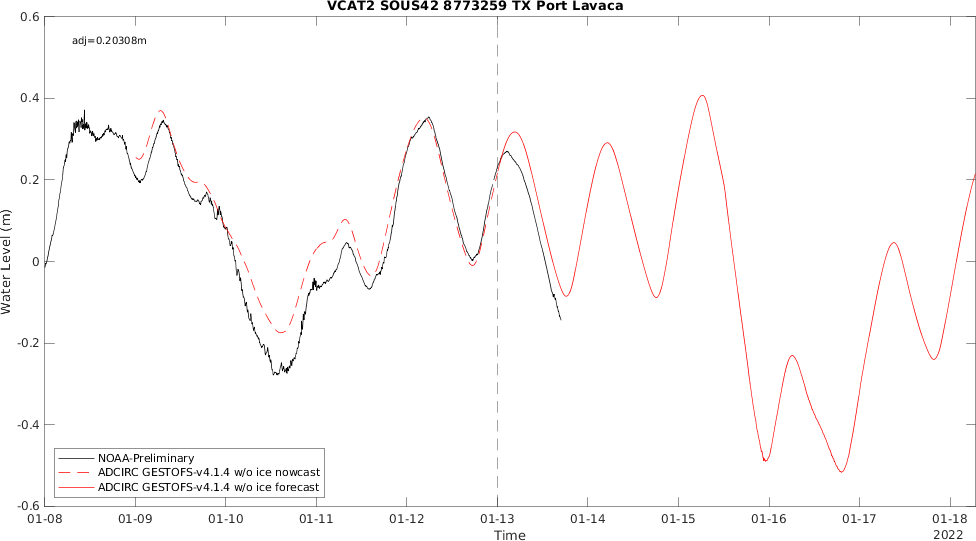 VCAT2 SOUS42 8773259 TX Port Lavaca
adj=0.20308m
Water Level (m)
0.6
0.4
0.2
0
-0.2
-0.4
-0.6
NOAA-Preliminary
ADCIRC GESTOFS-v4.1.4 w/o ice nowcast
ADCIRC GESTOFS-v4.1.4 w/o ice forecast
01-08 01-09 01-10 01-11 01-12 01-13 01-14 01-15 01-16 01-17 01-18
2022
Time